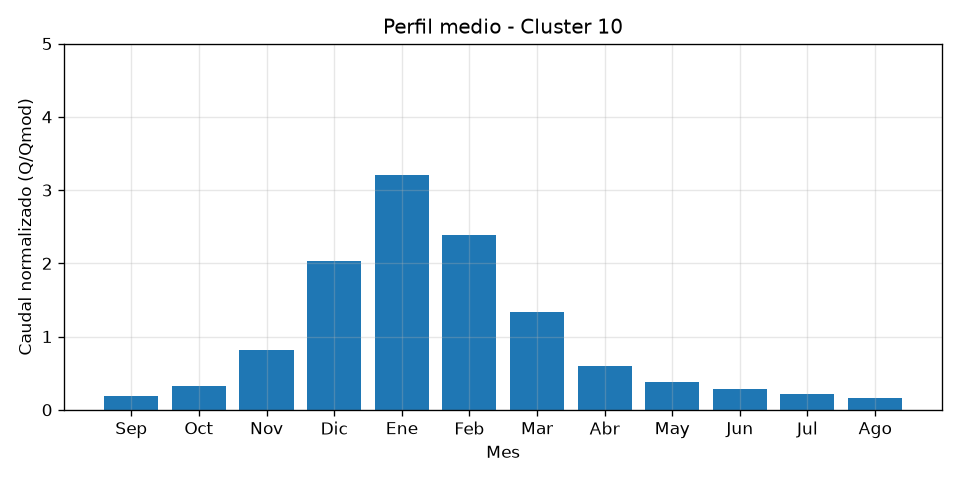 Perfil medio - Cluster 10
Caudal normalizado (Q/Qmod)
5
4
3
2
1
0
Sep Oct Nov Dic Ene Feb Mar Abr May Jun Jul Ago
Mes